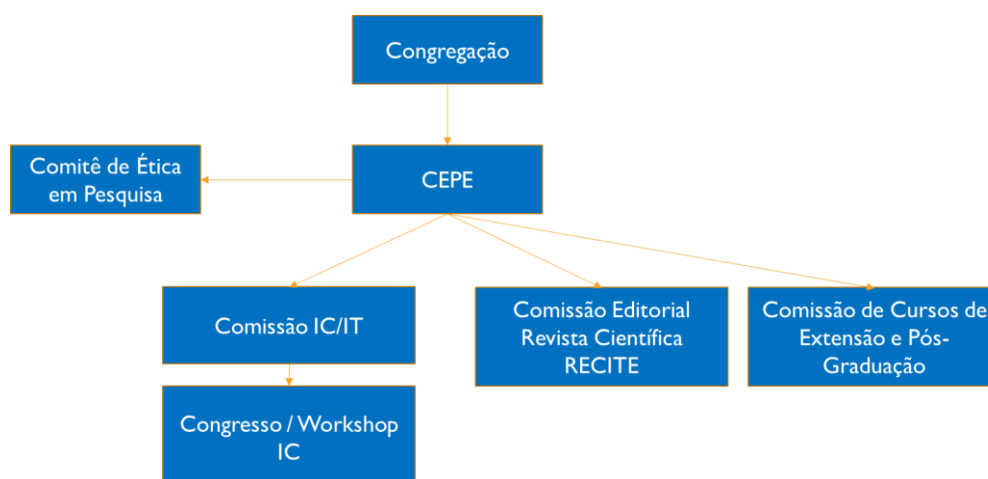 Congregação
Comitê de Ética
em Pesquisa
CEPE
Comissão IC/IT
Comissão Editorial
Revista Científica
RECITE
Comissão de Cursos de
Extensão e Pós-
Graduação
Congresso / Workshop
IC